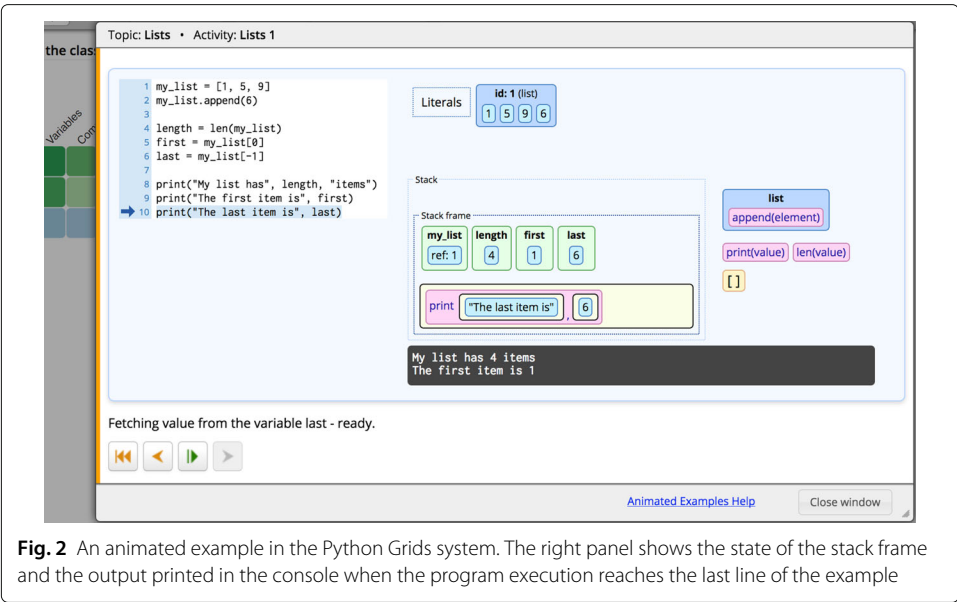 Topic: Lists • Activity: Lists 1
the clas
Variables
Com
1 my_list = [1, 5, 9]
2 my_list.append(6)
3
4 length = len(my_list)
5 first = my_list[0]
6 last = my_list[-1]
7
8 print("My list has", length, "items")
9 print("The first item is", first)
10 print("The last item is", last)
Literals
id: 1 (list)
1 5 9 6
Stack
Stack frame
my_list length first last
ref: 1 4 1 6
print "The last item is" , 6
list
append(element)
print(value) len(value)
[ ]
My list has 4 items
The first item is 1
Fetching value from the variable last - ready.
Animated Examples Help
Close window
Fig. 2 An animated example in the Python Grids system. The right panel shows the state of the stack frame
and the output printed in the console when the program execution reaches the last line of the example